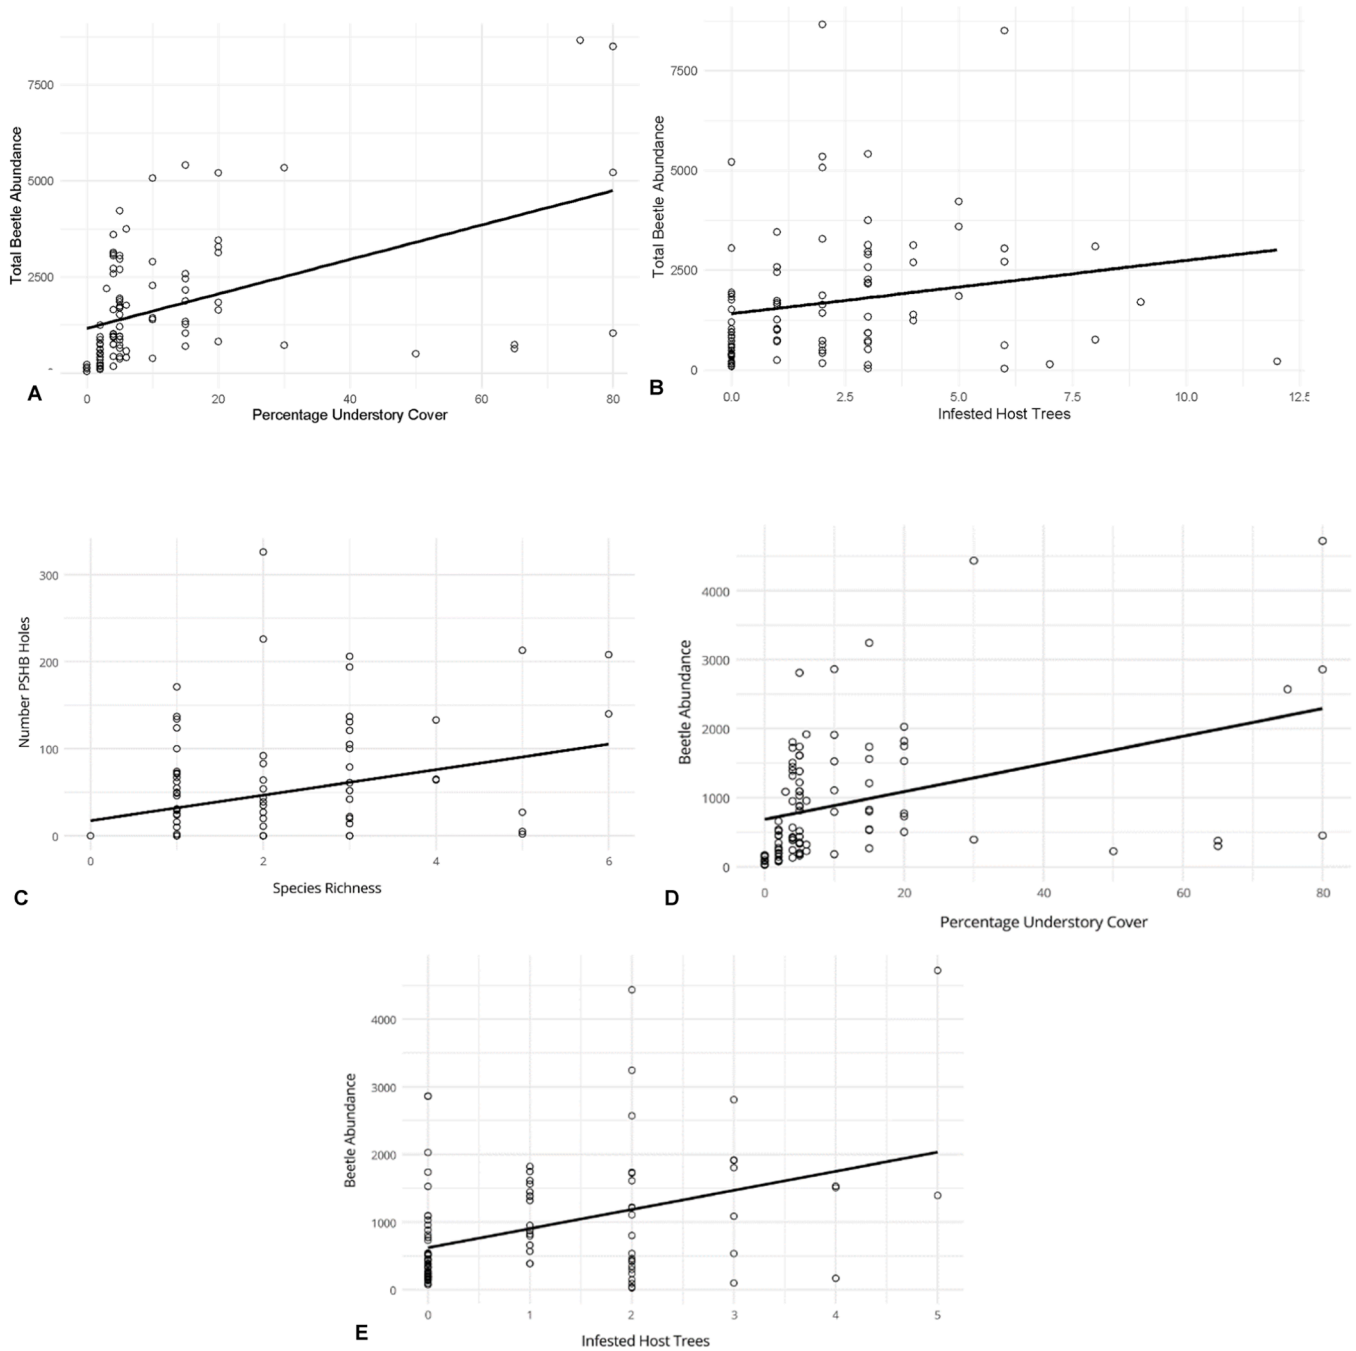 7500
5000
2500
-
Total Beetle Abundance
0 20 40 60 80
Percentage Understory Cover
A
7500
5000
2500
0
Total Beetle Abundance
0.0 2.5 5.0 7.5 10.0 12.5
Infested Host Trees
B
300
200
100
0
Number PSHB Holes
0 2 4 6
Species Richness
C
4000
3000
2000
1000
0
Beetle Abundance
0 20 40 60 80
Percentage Understory Cover
D
4000
3000
2000
1000
0
Beetle Abundance
0 1 2 3 4 5
Infested Host Trees
E